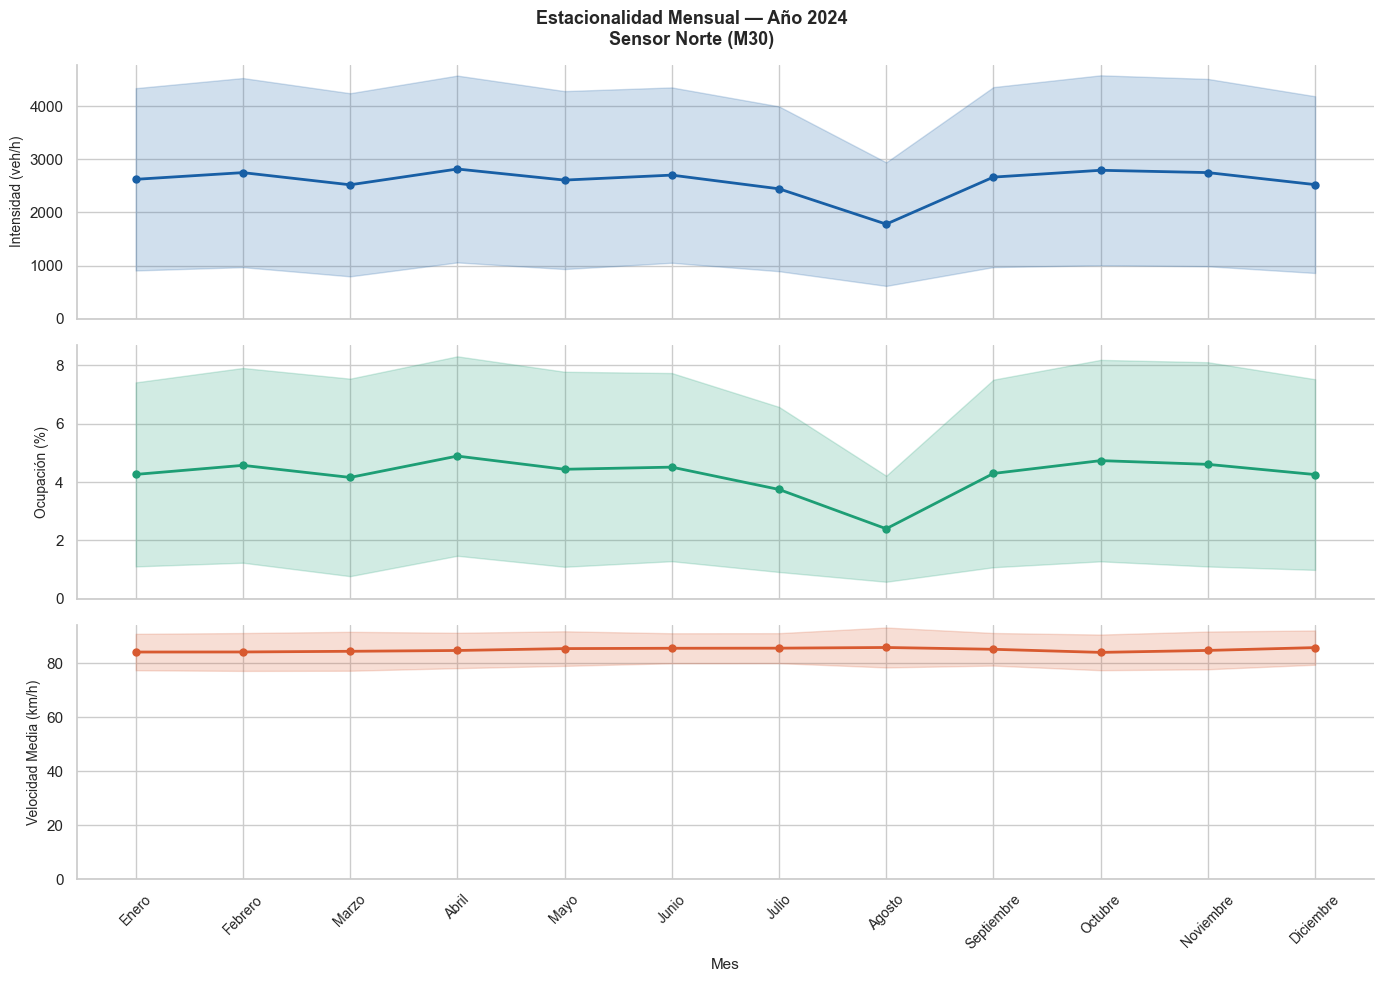 Estacionalidad Mensual — Año 2024
Sensor Norte (M30)
Intensidad (veh/h)
4000
3000
2000
1000
0
Ocupación (%)
8
6
4
2
0
Velocidad Media (km/h)
80
60
40
20
0
Enero
Febrero
Marzo
Abril
Mayo
Junio
Julio
Agosto
Septiembre
Octubre
Noviembre
Diciembre
Mes